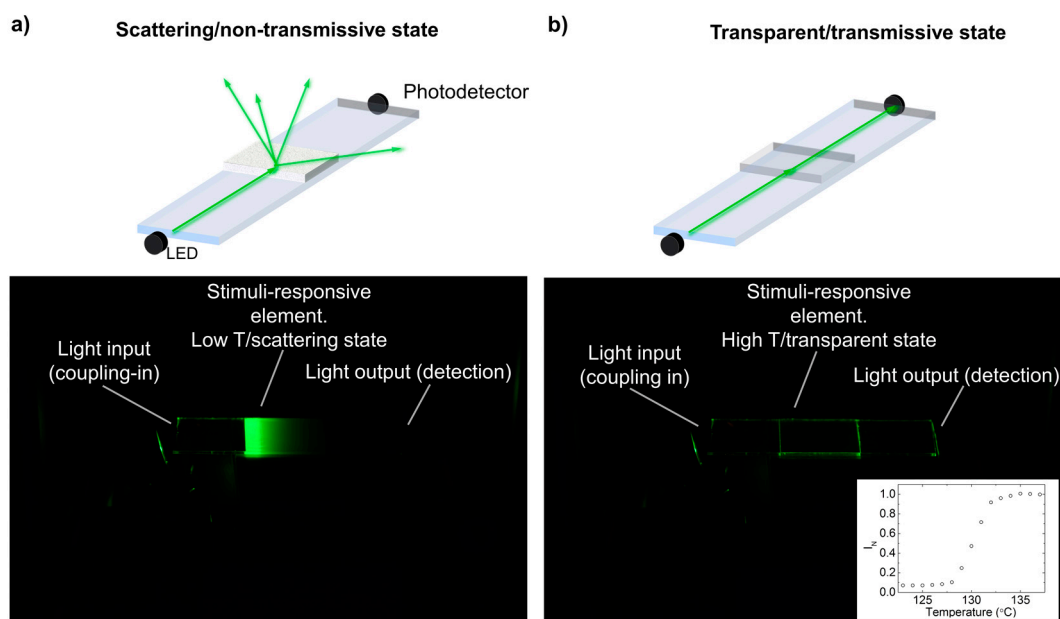 a)
Scattering/non-transmissive state
Photodetector
LED
Stimuli-responsive
element.
Low T/scattering state
Light input
(coupling-in)
Light output (detection)
b)
Transparent/transmissive state
Stimuli-responsive
element.
High T/transparent state
Light input
(coupling in)
Light output (detection)
1.0
0.8
0.6
0.4
0.2
0.0
I_N
125
130
135
Temperature (°C)